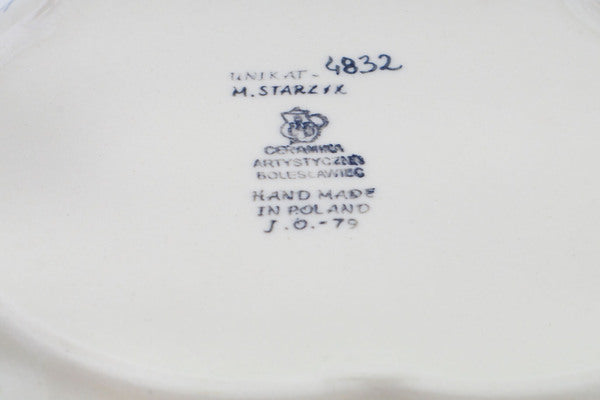 UNIKAT- 4832
M. STARZYK
CERAMIKA
ARTYSTYCZNA
BOLESŁAWIEC
HAND MADE
IN POLAND
J.O.-79